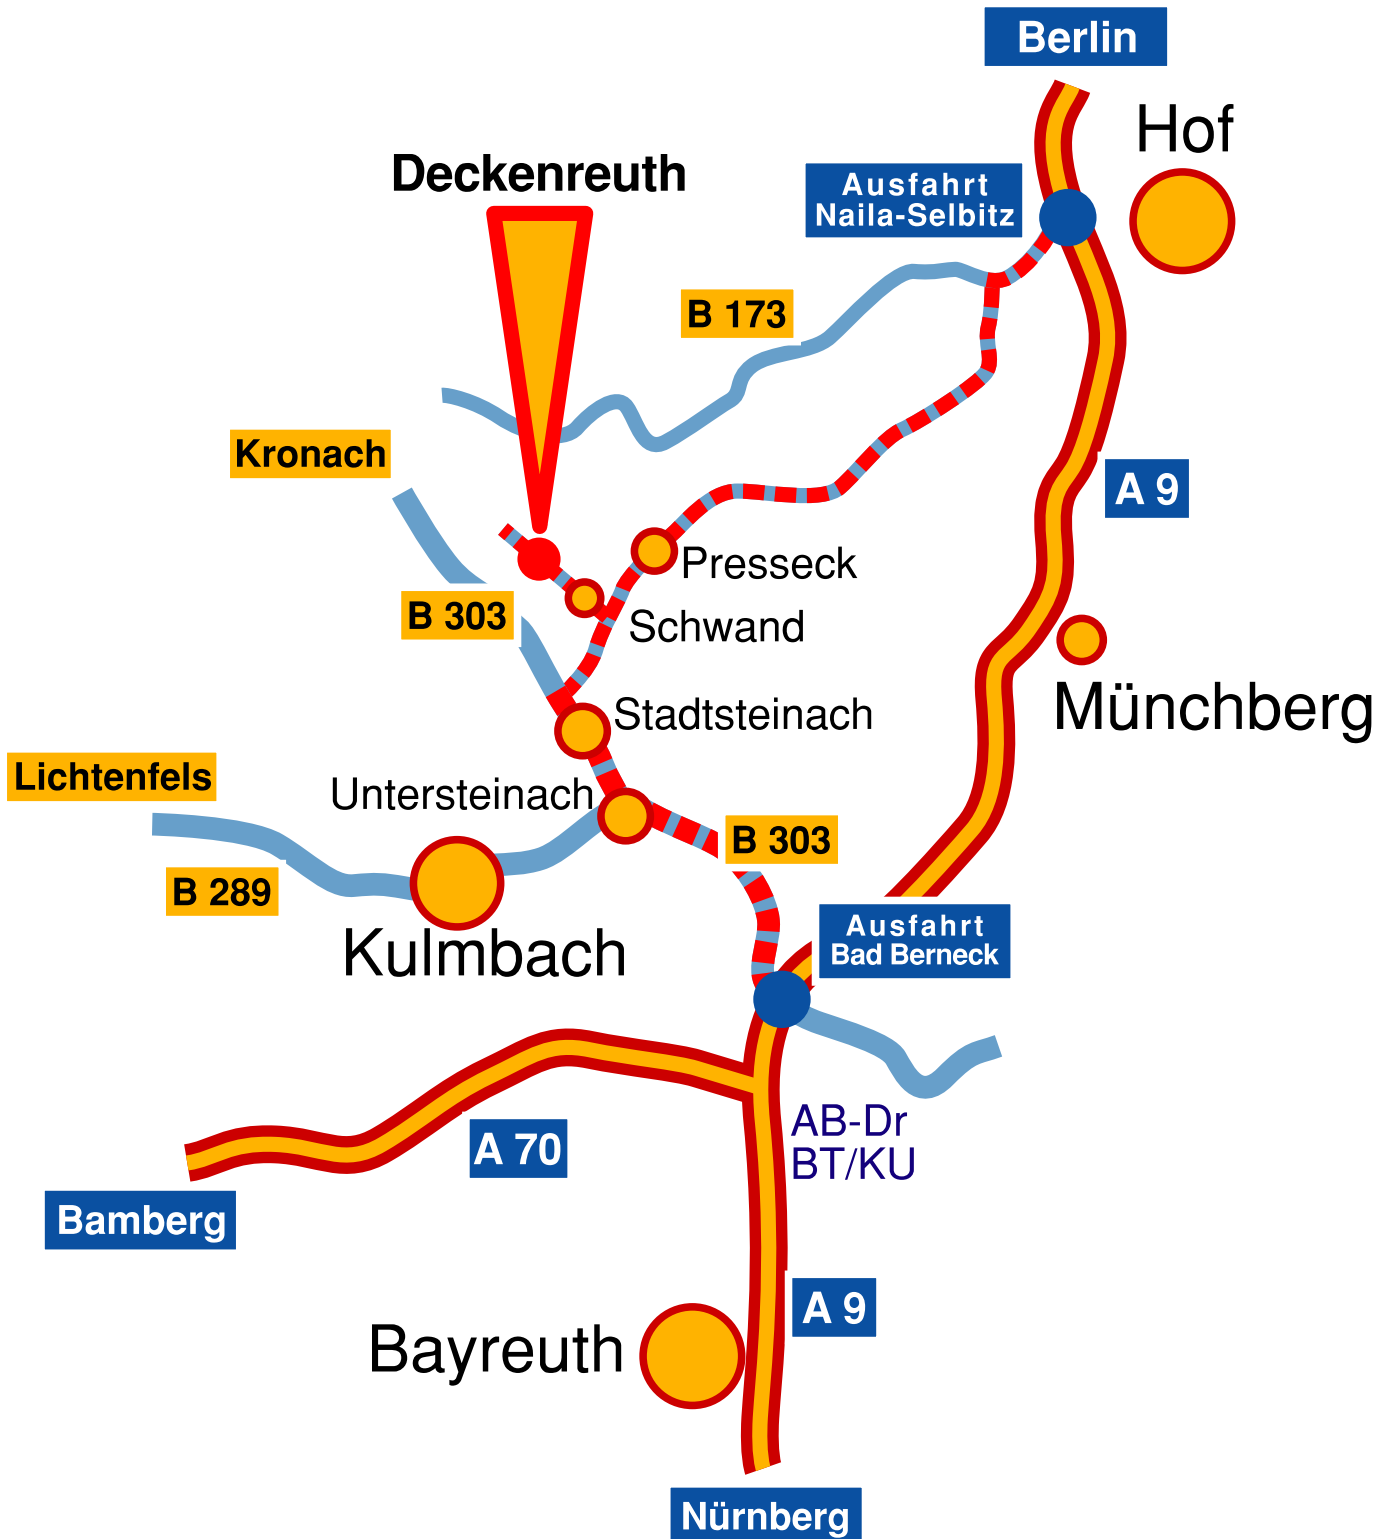 Berlin
Hof
Deckenreuth
Ausfahrt
Naila-Selbitz
B 173
Kronach
A 9
Presseck
B 303
Schwand
Münchberg
Stadtsteinach
Lichtenfels
Untersteinach
B 303
B 289
Ausfahrt
Bad Berneck
Kulmbach
AB-Dr
BT/KU
A 70
Bamberg
A 9
Bayreuth
Nürnberg